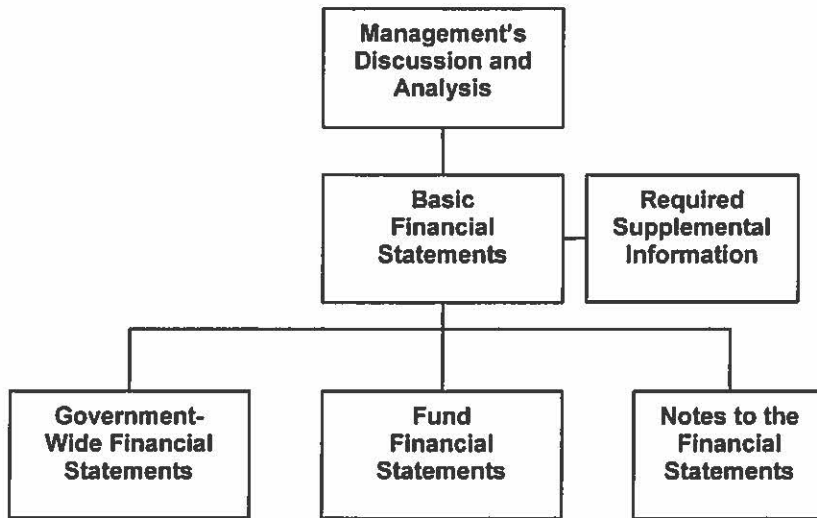 Management's
Discussion and
Analysis
Basic
Financial
Statements
Required
Supplemental
Information
Government-
Wide Financial
Statements
Fund
Financial
Statements
Notes to the
Financial
Statements